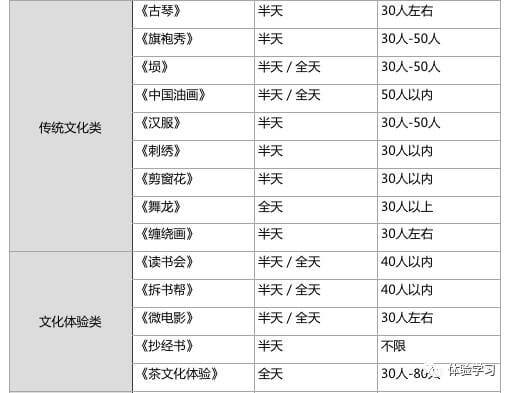 传统文化类
《古琴》 半天 30人左右
《旗袍秀》 半天 30人-50人
《埙》 半天 / 全天 30人-50人
《中国油画》 半天 / 全天 50人以内
《汉服》 半天 30人-50人
《刺绣》 半天 30人以内
《剪窗花》 半天 30人以内
《舞龙》 全天 30人以上
《缠绕画》 半天 30人左右
文化体验类
《读书会》 半天 / 全天 40人以内
《拆书帮》 半天 / 全天 40人以内
《微电影》 半天 / 全天 30人左右
《抄经书》 半天 不限
《茶文化体验》 全天 30人-80人
体验学习